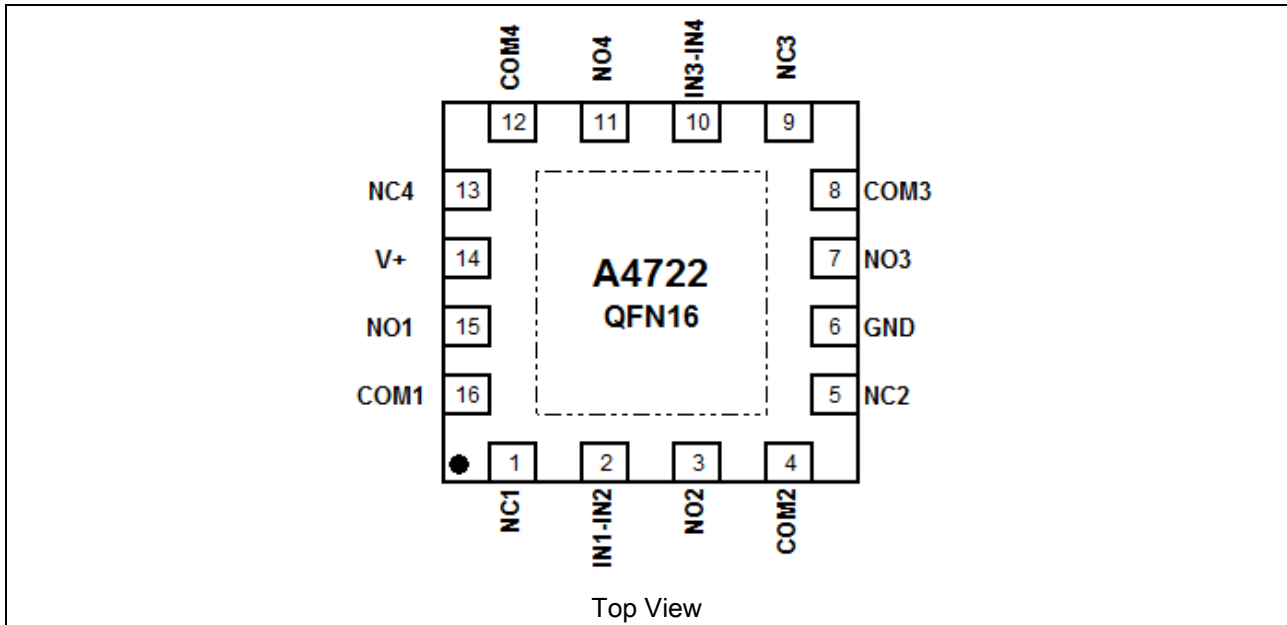 COM4 NO4 IN3-IN4 NC3
12 11 10 9
NC4 13 8 COM3
V+ 14 7 NO3
A4722
QFN16
NO1 15 6 GND
COM1 16 5 NC2
1 2 3 4
NC1 IN1-IN2 NO2 COM2
Top View